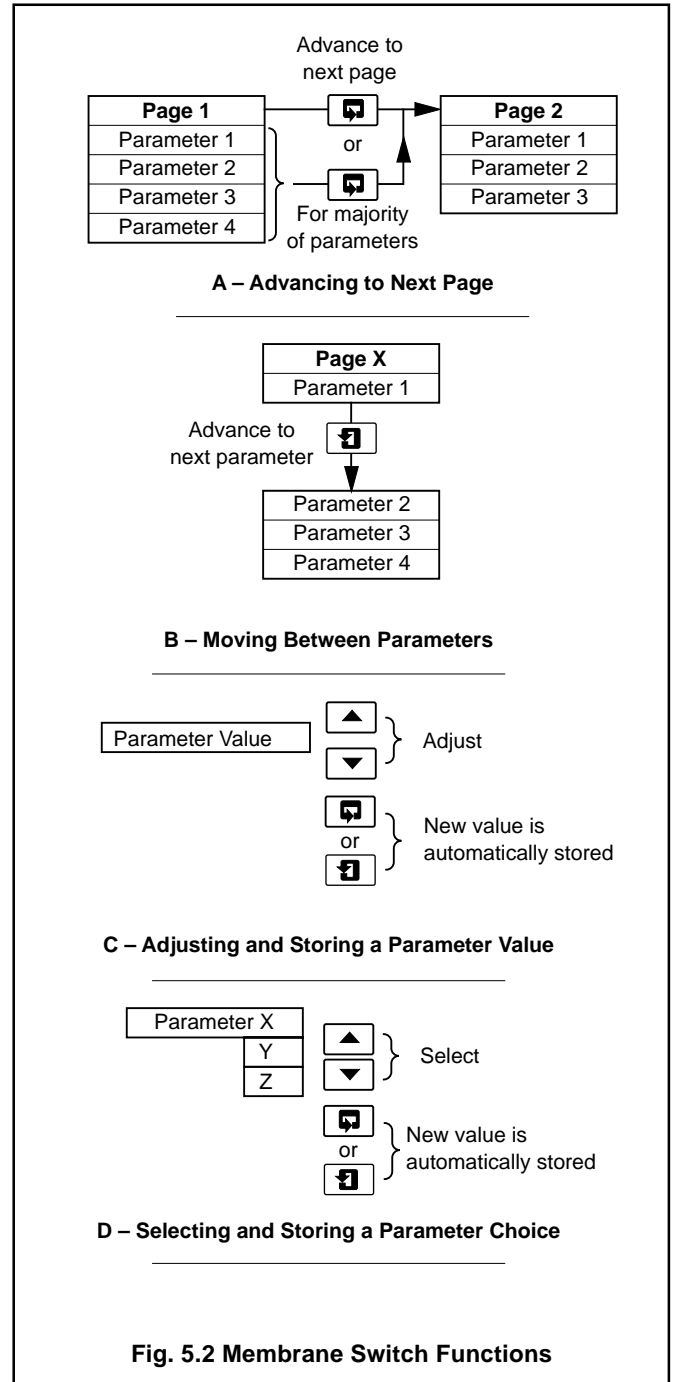 Advance to
next page
Page 1
Parameter 1
Parameter 2
Parameter 3
Parameter 4
or
For majority
of parameters
Page 2
Parameter 1
Parameter 2
Parameter 3
A – Advancing to Next Page
Page X
Parameter 1
Advance to
next parameter
Parameter 2
Parameter 3
Parameter 4
B – Moving Between Parameters
Parameter Value
Adjust
or
New value is
automatically stored
C – Adjusting and Storing a Parameter Value
Parameter X
Y
Z
Select
or
New value is
automatically stored
D – Selecting and Storing a Parameter Choice
Fig. 5.2 Membrane Switch Functions